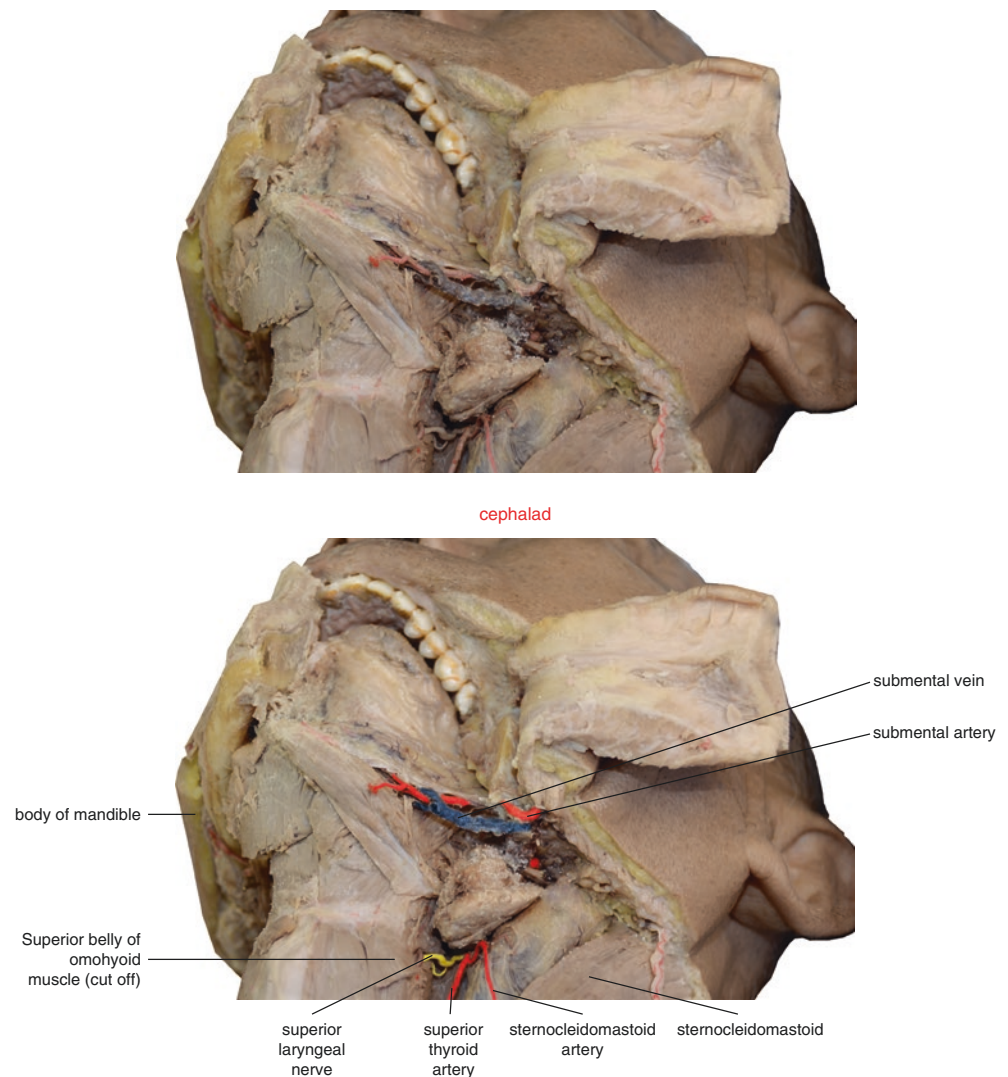 cephalad
submental vein
submental artery
body of mandible
Superior belly of
omohyoid
muscle (cut off)
superior
laryngeal
nerve
superior
thyroid
artery
sternocleidomastoid
artery
sternocleidomastoid